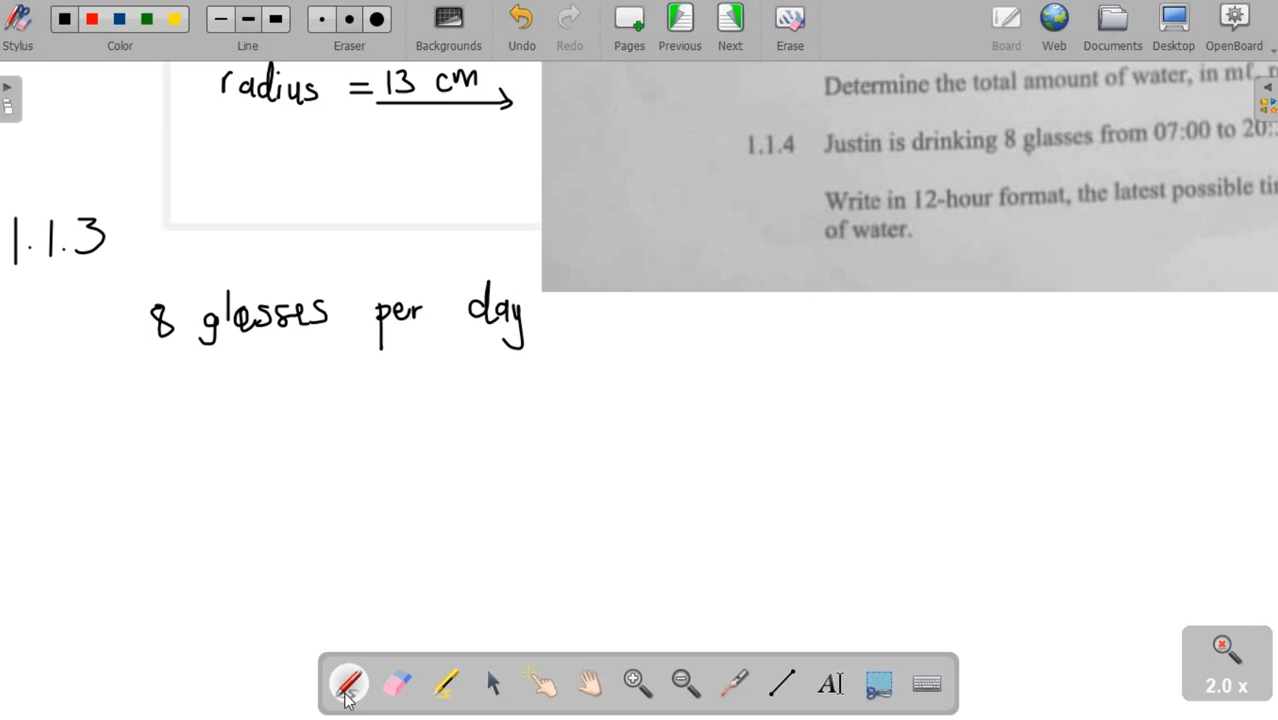 Stylus
Color
Line
Eraser
Backgrounds
Undo
Redo
Pages
Previous
Next
Erase
Board
Web
Documents
Desktop
OpenBoard
radius = 13 cm
Determine the total amount of water, in mℓ,
1.1.4 Justin is drinking 8 glasses from 07:00 to
Write in 12-hour format, the latest possible
of water.
1.1.3
8 glasses per day
2.0 x